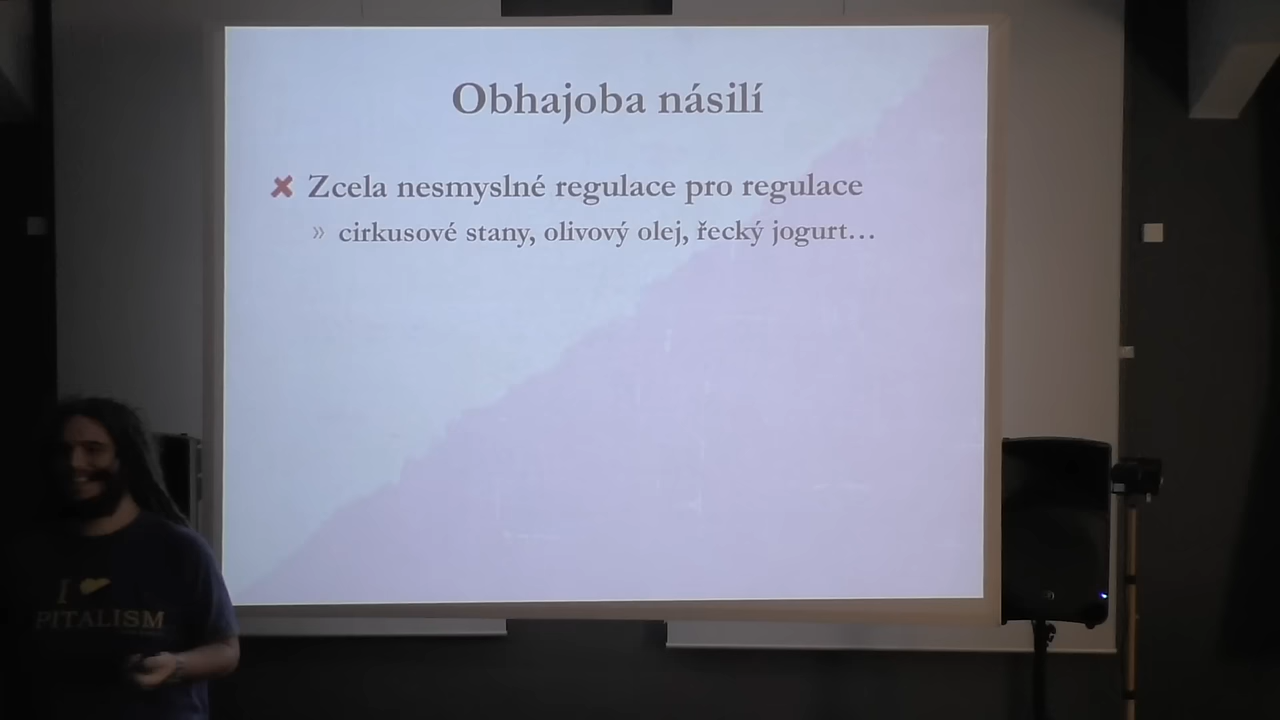 Obhajoba násilí
Zcela nesmyslné regulace pro regulace
» cirkusové stany, olivový olej, řecký jogurt…
I
PITALISM